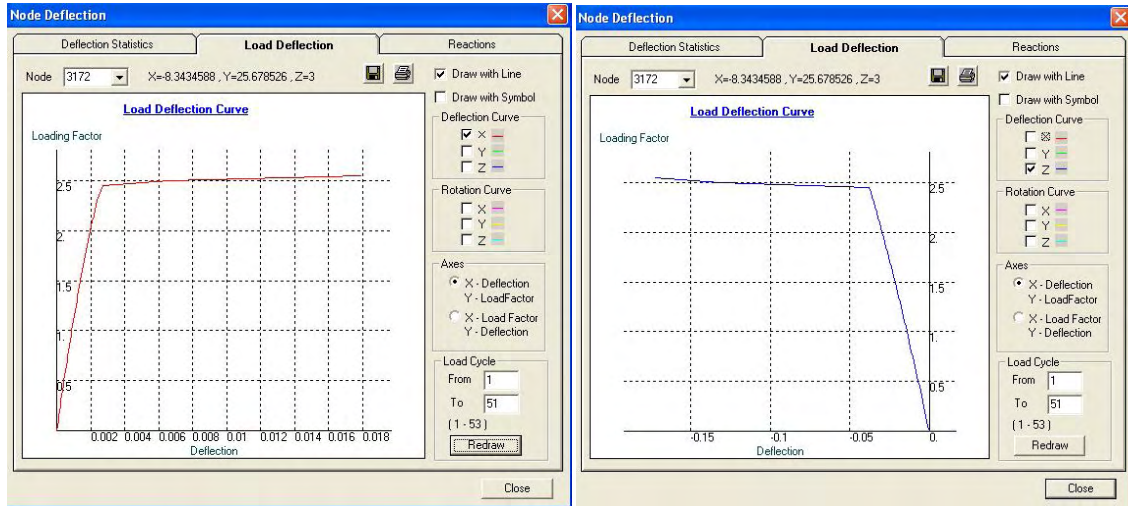 Node Deflection
Deflection Statistics
Load Deflection
Reactions
Node 3172 X=-8.3434588 , Y=25.678526 , Z=3
Draw with Line
Draw with Symbol
Load Deflection Curve
Loading Factor
2.5
2.
1.5
1.
0.5
0.002 0.004 0.006 0.008 0.01 0.012 0.014 0.016 0.018
Deflection
Deflection Curve
X
Y
Z
Rotation Curve
X
Y
Z
Axes
X - Deflection
Y - LoadFactor
X - Load Factor
Y - Deflection
Load Cycle
From 1
To 51
( 1 - 53 )
Redraw
Close
Node Deflection
Deflection Statistics
Load Deflection
Reactions
Node 3172 X=-8.3434588 , Y=25.678526 , Z=3
Draw with Line
Draw with Symbol
Load Deflection Curve
Loading Factor
2.5
2.
1.5
1.
0.5
-0.15 -0.1 -0.05 0.
Deflection
Deflection Curve
X
Y
Z
Rotation Curve
X
Y
Z
Axes
X - Deflection
Y - LoadFactor
X - Load Factor
Y - Deflection
Load Cycle
From 1
To 51
( 1 - 53 )
Redraw
Close